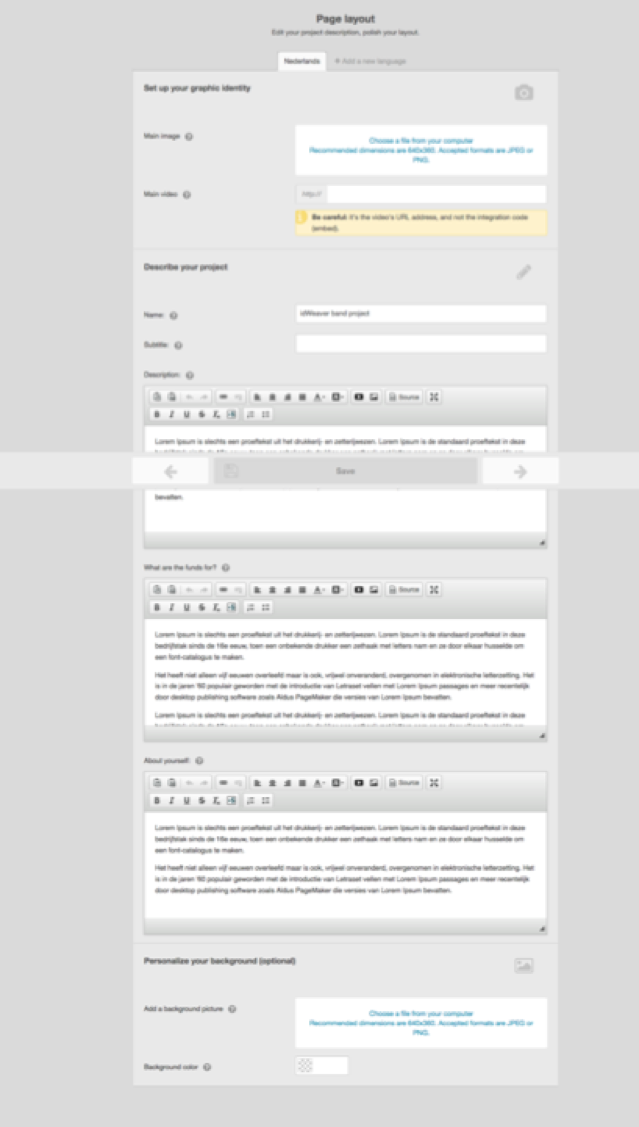 Page layout
Edit your project description, polish your layout.
Nederlands + Add a new language
Set up your graphic identity
Main image
Choose a file from your computer
Recommended dimensions are 640x360. Accepted formats are JPEG or
PNG.
Main video http://
Be careful: It's the video's URL address, and not the integration code
(embed).
Describe your project
Name: idWeaver band project
Subtitle:
Description:
Source
B I U S
Lorem Ipsum is slechts een proeftekst uit het drukkerij- en zetterijwezen. Lorem Ipsum is de standaard proeftekst in deze
Save
bevatten.
What are the funds for?
Source
B I U S
Lorem Ipsum is slechts een proeftekst uit het drukkerij- en zetterijwezen. Lorem Ipsum is de standaard proeftekst in deze
bedrijfstak sinds de 16e eeuw, toen een onbekende drukker een zethaak met letters nam en ze door elkaar husselde om
een font-catalogus te maken.
Het heeft niet alleen vijf eeuwen overleefd maar is ook, vrijwel onveranderd, overgenomen in elektronische letterzetting. Het
is in de jaren '60 populair geworden met de introductie van Letraset vellen met Lorem Ipsum passages en meer recentelijk
door desktop publishing software zoals Aldus PageMaker die versies van Lorem Ipsum bevatten.
Lorem Ipsum is slechts een proeftekst uit het drukkerij- en zetterijwezen. Lorem Ipsum is de standaard proeftekst in deze
About yourself:
Source
B I U S
Lorem Ipsum is slechts een proeftekst uit het drukkerij- en zetterijwezen. Lorem Ipsum is de standaard proeftekst in deze
bedrijfstak sinds de 16e eeuw, toen een onbekende drukker een zethaak met letters nam en ze door elkaar husselde om
een font-catalogus te maken.
Het heeft niet alleen vijf eeuwen overleefd maar is ook, vrijwel onveranderd, overgenomen in elektronische letterzetting. Het
is in de jaren '60 populair geworden met de introductie van Letraset vellen met Lorem Ipsum passages en meer recentelijk
door desktop publishing software zoals Aldus PageMaker die versies van Lorem Ipsum bevatten.
Personalize your background (optional)
Add a background picture
Choose a file from your computer
Recommended dimensions are 640x360. Accepted formats are JPEG or
PNG.
Background color